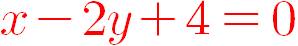 x − 2y + 4 = 0